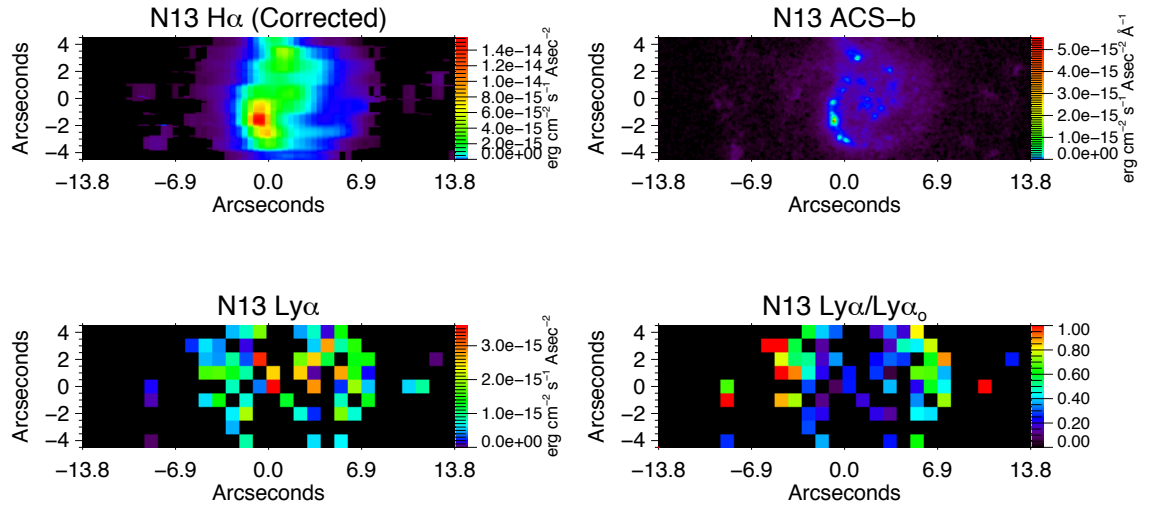 N13 Hα (Corrected)
4
2
0
−2
−4
Arcseconds
−13.8 −6.9 0.0 6.9 13.8
Arcseconds
1.4e−14
1.2e−14
1.0e−14
8.0e−15
6.0e−15
4.0e−15
2.0e−15
0.0e+00
erg cm⁻² s⁻¹ Asec⁻²
N13 ACS−b
4
2
0
−2
−4
Arcseconds
−13.8 −6.9 0.0 6.9 13.8
Arcseconds
5.0e−15
4.0e−15
3.0e−15
2.0e−15
1.0e−15
0.0e+00
erg cm⁻² s⁻¹ Asec⁻² Å⁻¹
N13 Lyα
4
2
0
−2
−4
Arcseconds
−13.8 −6.9 0.0 6.9 13.8
Arcseconds
3.0e−15
2.0e−15
1.0e−15
0.0e+00
erg cm⁻² s⁻¹ Asec⁻²
N13 Lyα/Lyαₒ
4
2
0
−2
−4
Arcseconds
−13.8 −6.9 0.0 6.9 13.8
Arcseconds
1.00
0.80
0.60
0.40
0.20
0.00